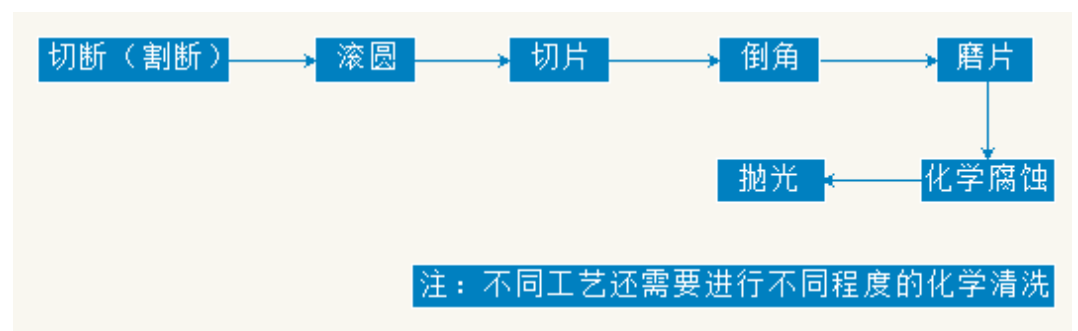 切断（割断）
滚圆
切片
倒角
磨片
化学腐蚀
抛光
注：不同工艺还需要进行不同程度的化学清洗